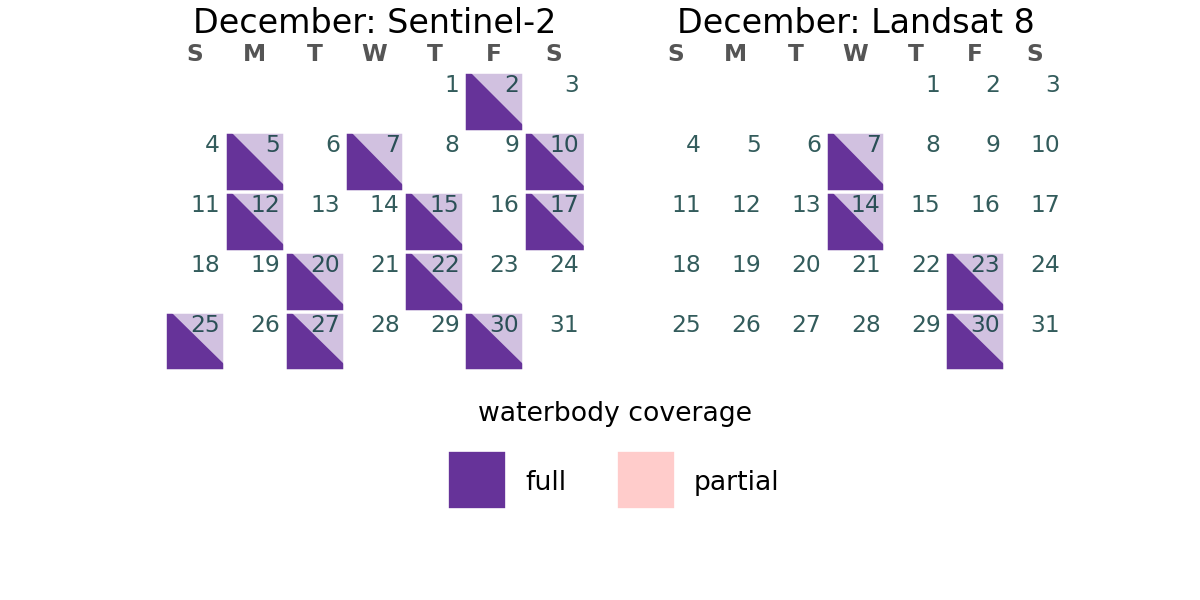 December: Sentinel-2
S M T W T F S
1 2 3
4 5 6 7 8 9 10
11 12 13 14 15 16 17
18 19 20 21 22 23 24
25 26 27 28 29 30 31
December: Landsat 8
S M T W T F S
1 2 3
4 5 6 7 8 9 10
11 12 13 14 15 16 17
18 19 20 21 22 23 24
25 26 27 28 29 30 31
waterbody coverage
full partial